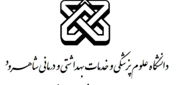 دانشگاه علوم پزشکی و خدمات بهداشتی و درمانی شاهرود